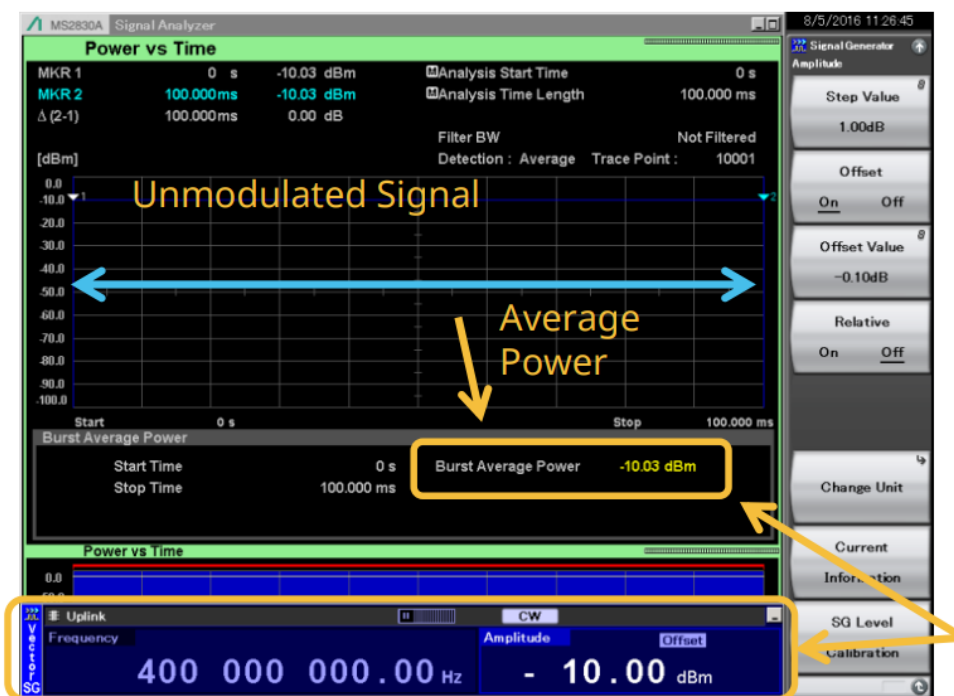 MS2830A Signal Analyzer
8/5/2016 11:26:45
Power vs Time
MKR 1 0 s -10.03 dBm
MKR 2 100.000ms -10.03 dBm
Δ (2-1) 100.000ms 0.00 dB
Analysis Start Time 0 s
Analysis Time Length 100.000 ms
Filter BW Not Filtered
Detection : Average Trace Point : 10001
[dBm]
0.0
-10.0
-20.0
-30.0
-40.0
-50.0
-60.0
-70.0
-80.0
-90.0
-100.0
1
2
Unmodulated Signal
Average
Power
Start 0 s Stop 100.000 ms
Burst Average Power
Start Time 0 s
Stop Time 100.000 ms
Burst Average Power -10.03 dBm
Power vs Time
0.0
Uplink CW
Vector SG
Frequency
400 000 000.00 Hz
Amplitude Offset
- 10.00 dBm
Signal Generator
Amplitude
Step Value
1.00dB
Offset
On Off
Offset Value
-0.10dB
Relative
On Off
Change Unit
Current
Information
SG Level
Calibration